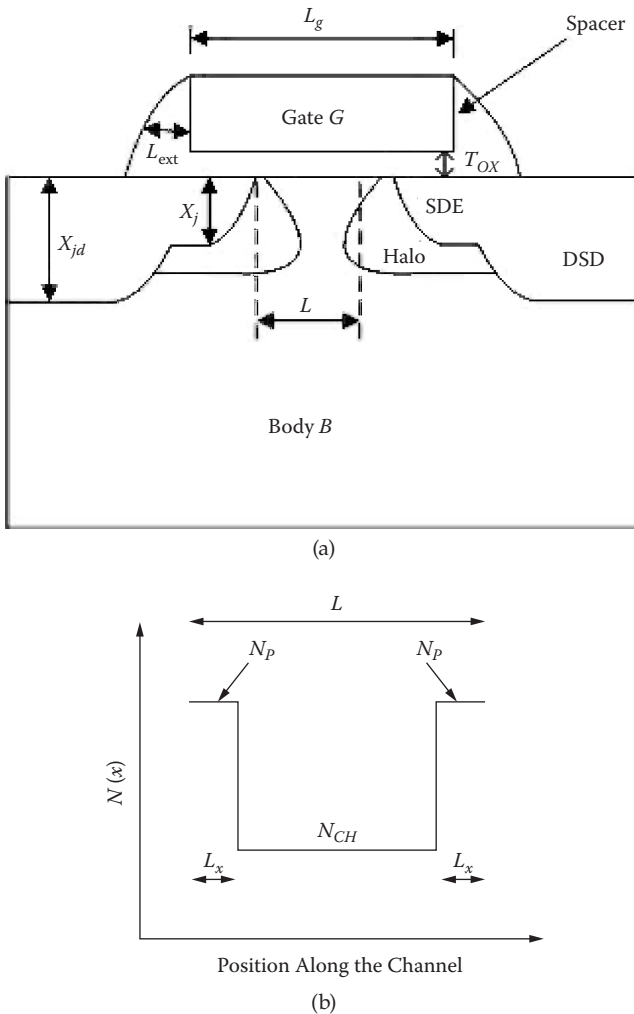 L_g
Spacer
Gate G
L_ext
T_OX
X_j
SDE
X_jd
Halo
DSD
L
Body B
(a)
L
N_P
N_P
N(x)
N_CH
L_x
L_x
Position Along the Channel
(b)